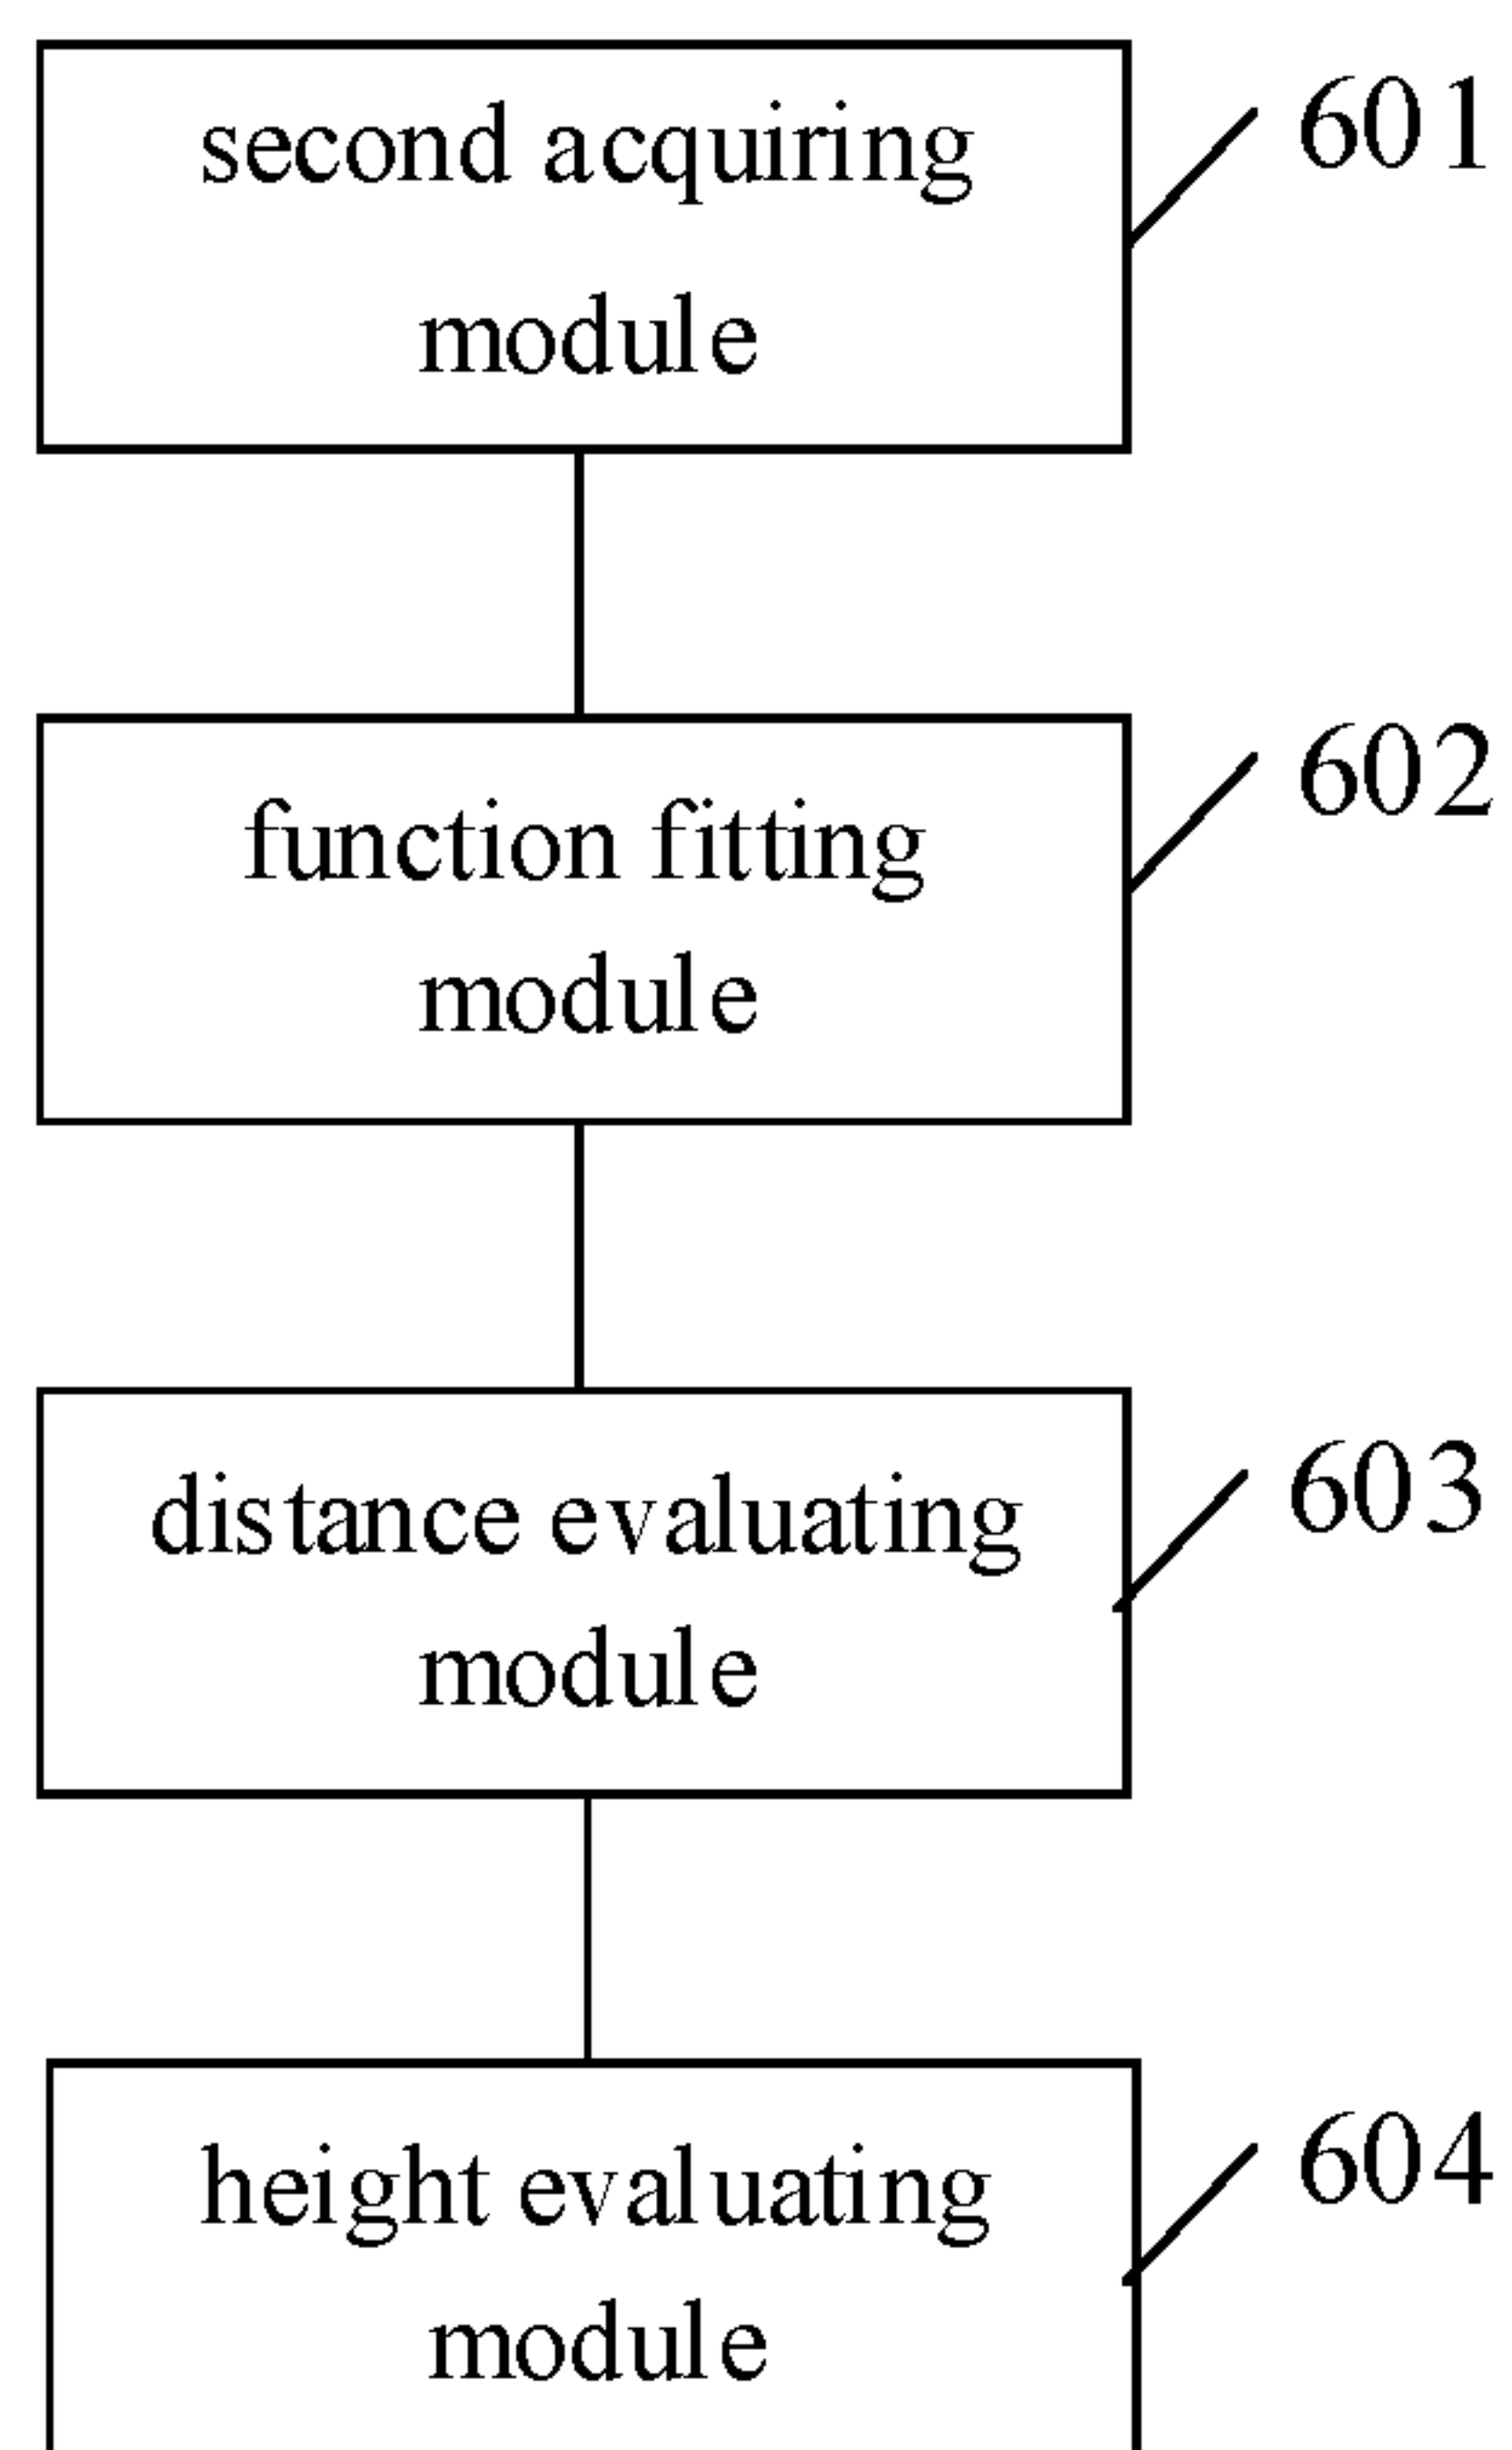 second acquiring
module
601
function fitting
module
602
distance evaluating
module
603
height evaluating
module
604